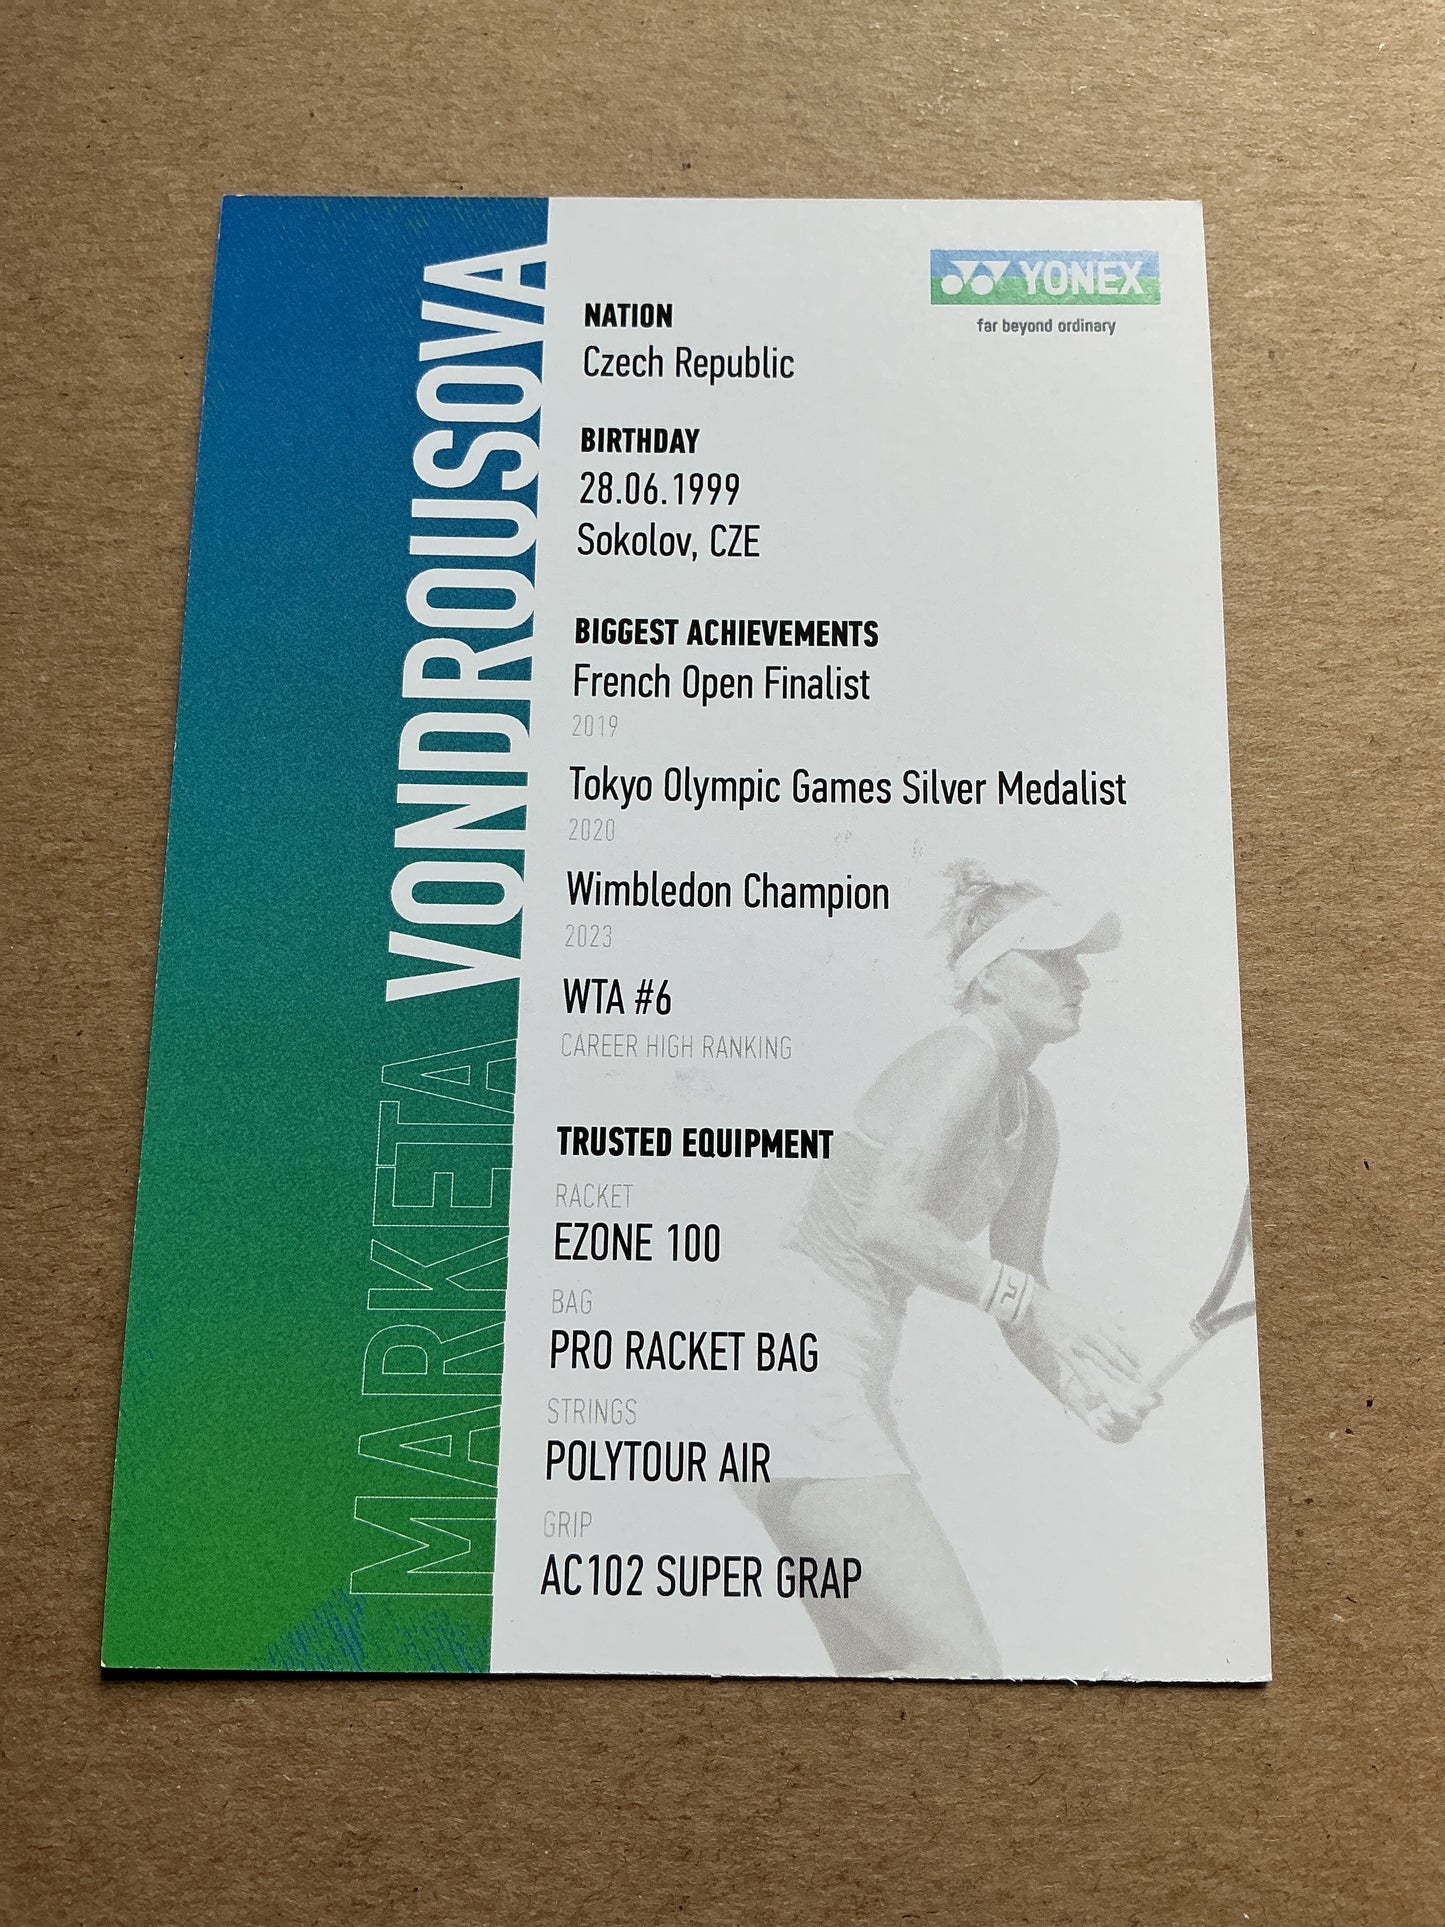 MARKETA VONDROUSOVA
YONEX
far beyond ordinary
NATION
Czech Republic
BIRTHDAY
28.06.1999
Sokolov, CZE
BIGGEST ACHIEVEMENTS
French Open Finalist
2019
Tokyo Olympic Games Silver Medalist
2020
Wimbledon Champion
2023
WTA #6
CAREER HIGH RANKING
TRUSTED EQUIPMENT
RACKET
EZONE 100
BAG
PRO RACKET BAG
STRINGS
POLYTOUR AIR
GRIP
AC102 SUPER GRAP